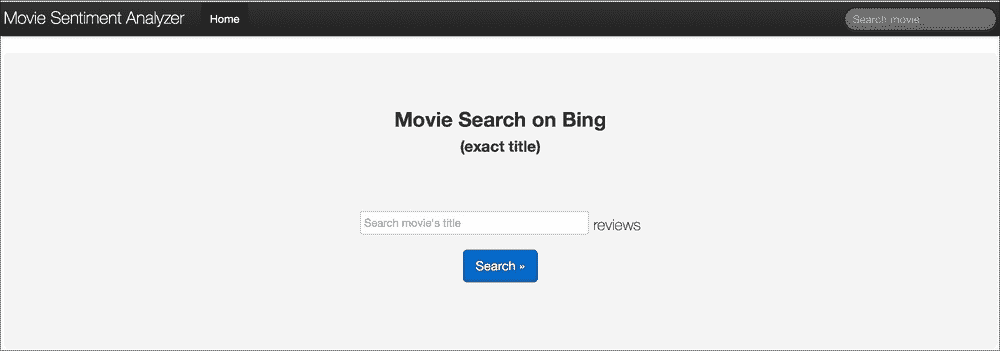 Movie Sentiment Analyzer Home Search movie
Movie Search on Bing
(exact title)
Search movie's title reviews
Search »